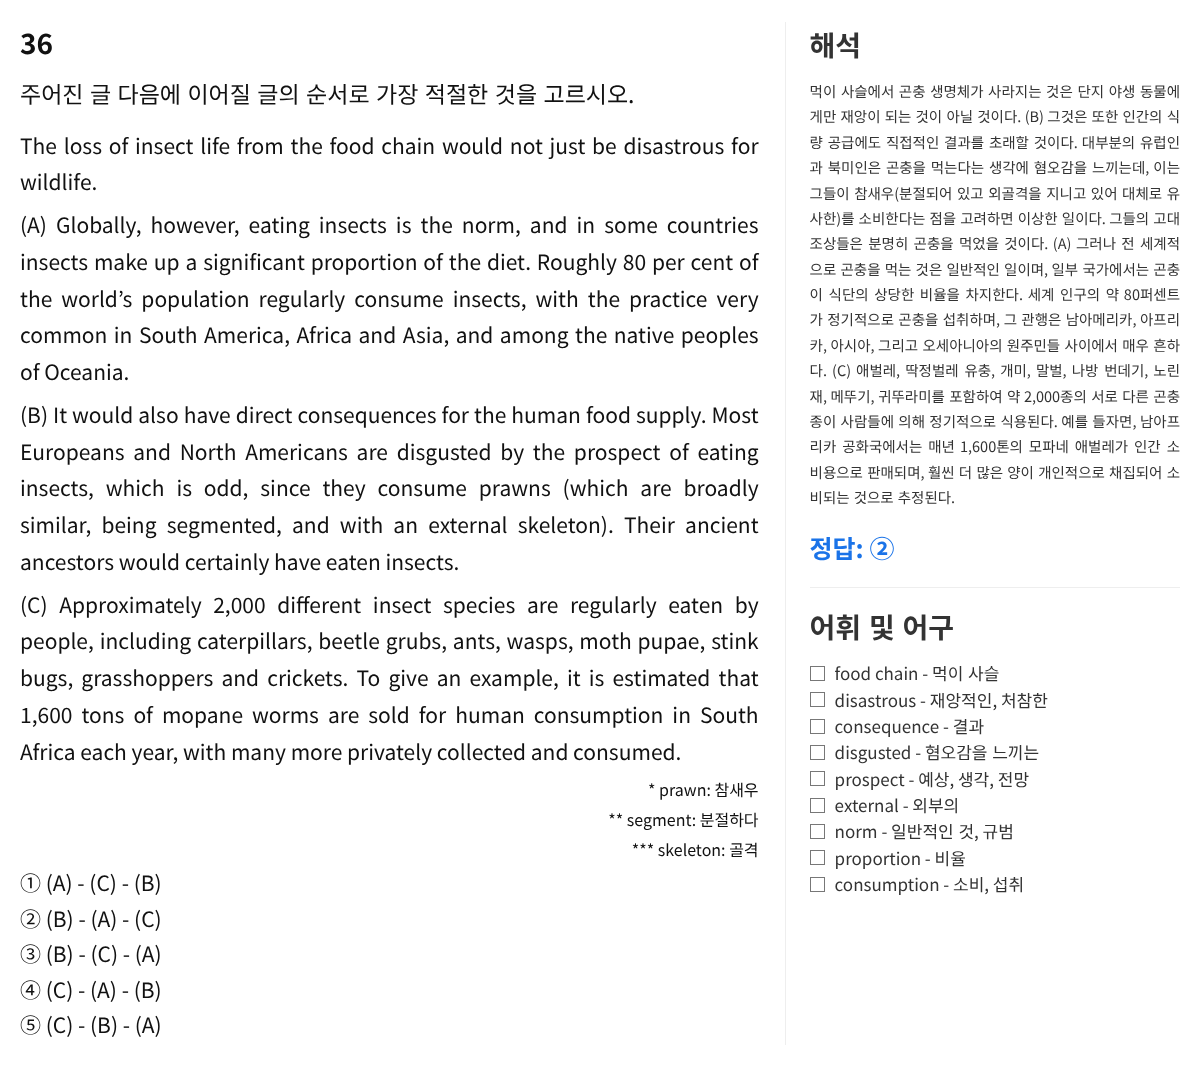 36
주어진 글 다음에 이어질 글의 순서로 가장 적절한 것을 고르시오.
The loss of insect life from the food chain would not just be disastrous for
wildlife.
(A) Globally, however, eating insects is the norm, and in some countries
insects make up a significant proportion of the diet. Roughly 80 per cent of
the world’s population regularly consume insects, with the practice very
common in South America, Africa and Asia, and among the native peoples
of Oceania.
(B) It would also have direct consequences for the human food supply. Most
Europeans and North Americans are disgusted by the prospect of eating
insects, which is odd, since they consume prawns (which are broadly
similar, being segmented, and with an external skeleton). Their ancient
ancestors would certainly have eaten insects.
(C) Approximately 2,000 different insect species are regularly eaten by
people, including caterpillars, beetle grubs, ants, wasps, moth pupae, stink
bugs, grasshoppers and crickets. To give an example, it is estimated that
1,600 tons of mopane worms are sold for human consumption in South
Africa each year, with many more privately collected and consumed.
* prawn: 참새우
** segment: 분절하다
*** skeleton: 골격
① (A) - (C) - (B)
② (B) - (A) - (C)
③ (B) - (C) - (A)
④ (C) - (A) - (B)
⑤ (C) - (B) - (A)
해석
먹이 사슬에서 곤충 생명체가 사라지는 것은 단지 야생 동물에
게만 재앙이 되는 것이 아닐 것이다. (B) 그것은 또한 인간의 식
량 공급에도 직접적인 결과를 초래할 것이다. 대부분의 유럽인
과 북미인은 곤충을 먹는다는 생각에 혐오감을 느끼는데, 이는
그들이 참새우(분절되어 있고 외골격을 지니고 있어 대체로 유
사한)를 소비한다는 점을 고려하면 이상한 일이다. 그들의 고대
조상들은 분명히 곤충을 먹었을 것이다. (A) 그러나 전 세계적
으로 곤충을 먹는 것은 일반적인 일이며, 일부 국가에서는 곤충
이 식단의 상당한 비율을 차지한다. 세계 인구의 약 80퍼센트
가 정기적으로 곤충을 섭취하며, 그 관행은 남아메리카, 아프리
카, 아시아, 그리고 오세아니아의 원주민들 사이에서 매우 흔하
다. (C) 애벌레, 딱정벌레 유충, 개미, 말벌, 나방 번데기, 노린
재, 메뚜기, 귀뚜라미를 포함하여 약 2,000종의 서로 다른 곤충
종이 사람들에 의해 정기적으로 식용된다. 예를 들자면, 남아프
리카 공화국에서는 매년 1,600톤의 모파네 애벌레가 인간 소
비용으로 판매되며, 훨씬 더 많은 양이 개인적으로 채집되어 소
비되는 것으로 추정된다.
정답: ②
어휘 및 어구
□ food chain - 먹이 사슬
□ disastrous - 재앙적인, 처참한
□ consequence - 결과
□ disgusted - 혐오감을 느끼는
□ prospect - 예상, 생각, 전망
□ external - 외부의
□ norm - 일반적인 것, 규범
□ proportion - 비율
□ consumption - 소비, 섭취